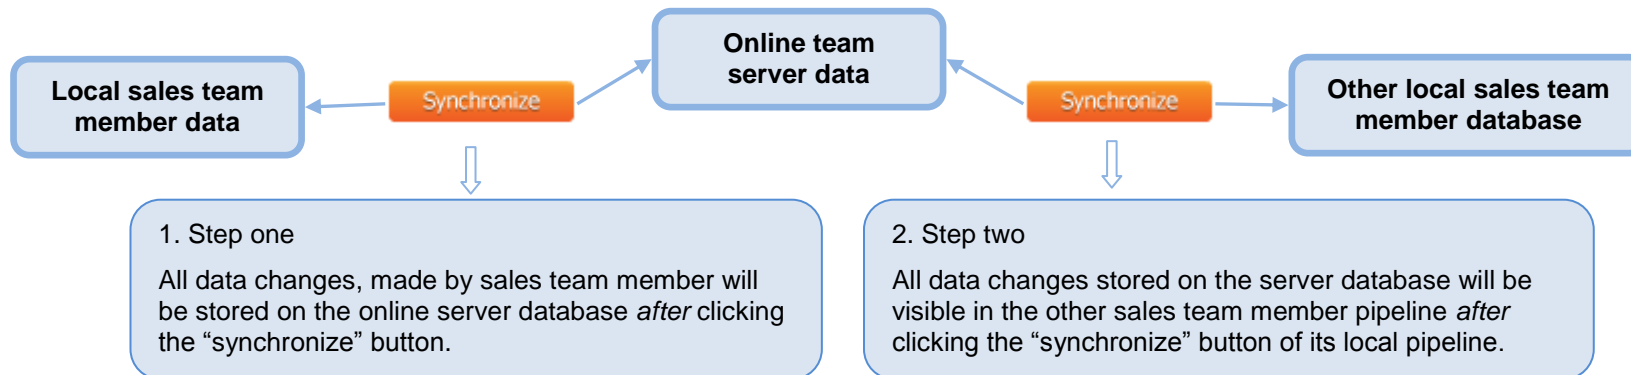 Local sales team
member data
Synchronize
Online team
server data
Synchronize
Other local sales team
member database
1. Step one
All data changes, made by sales team member will
be stored on the online server database after clicking
the “synchronize” button.
2. Step two
All data changes stored on the server database will be
visible in the other sales team member pipeline after
clicking the “synchronize” button of its local pipeline.